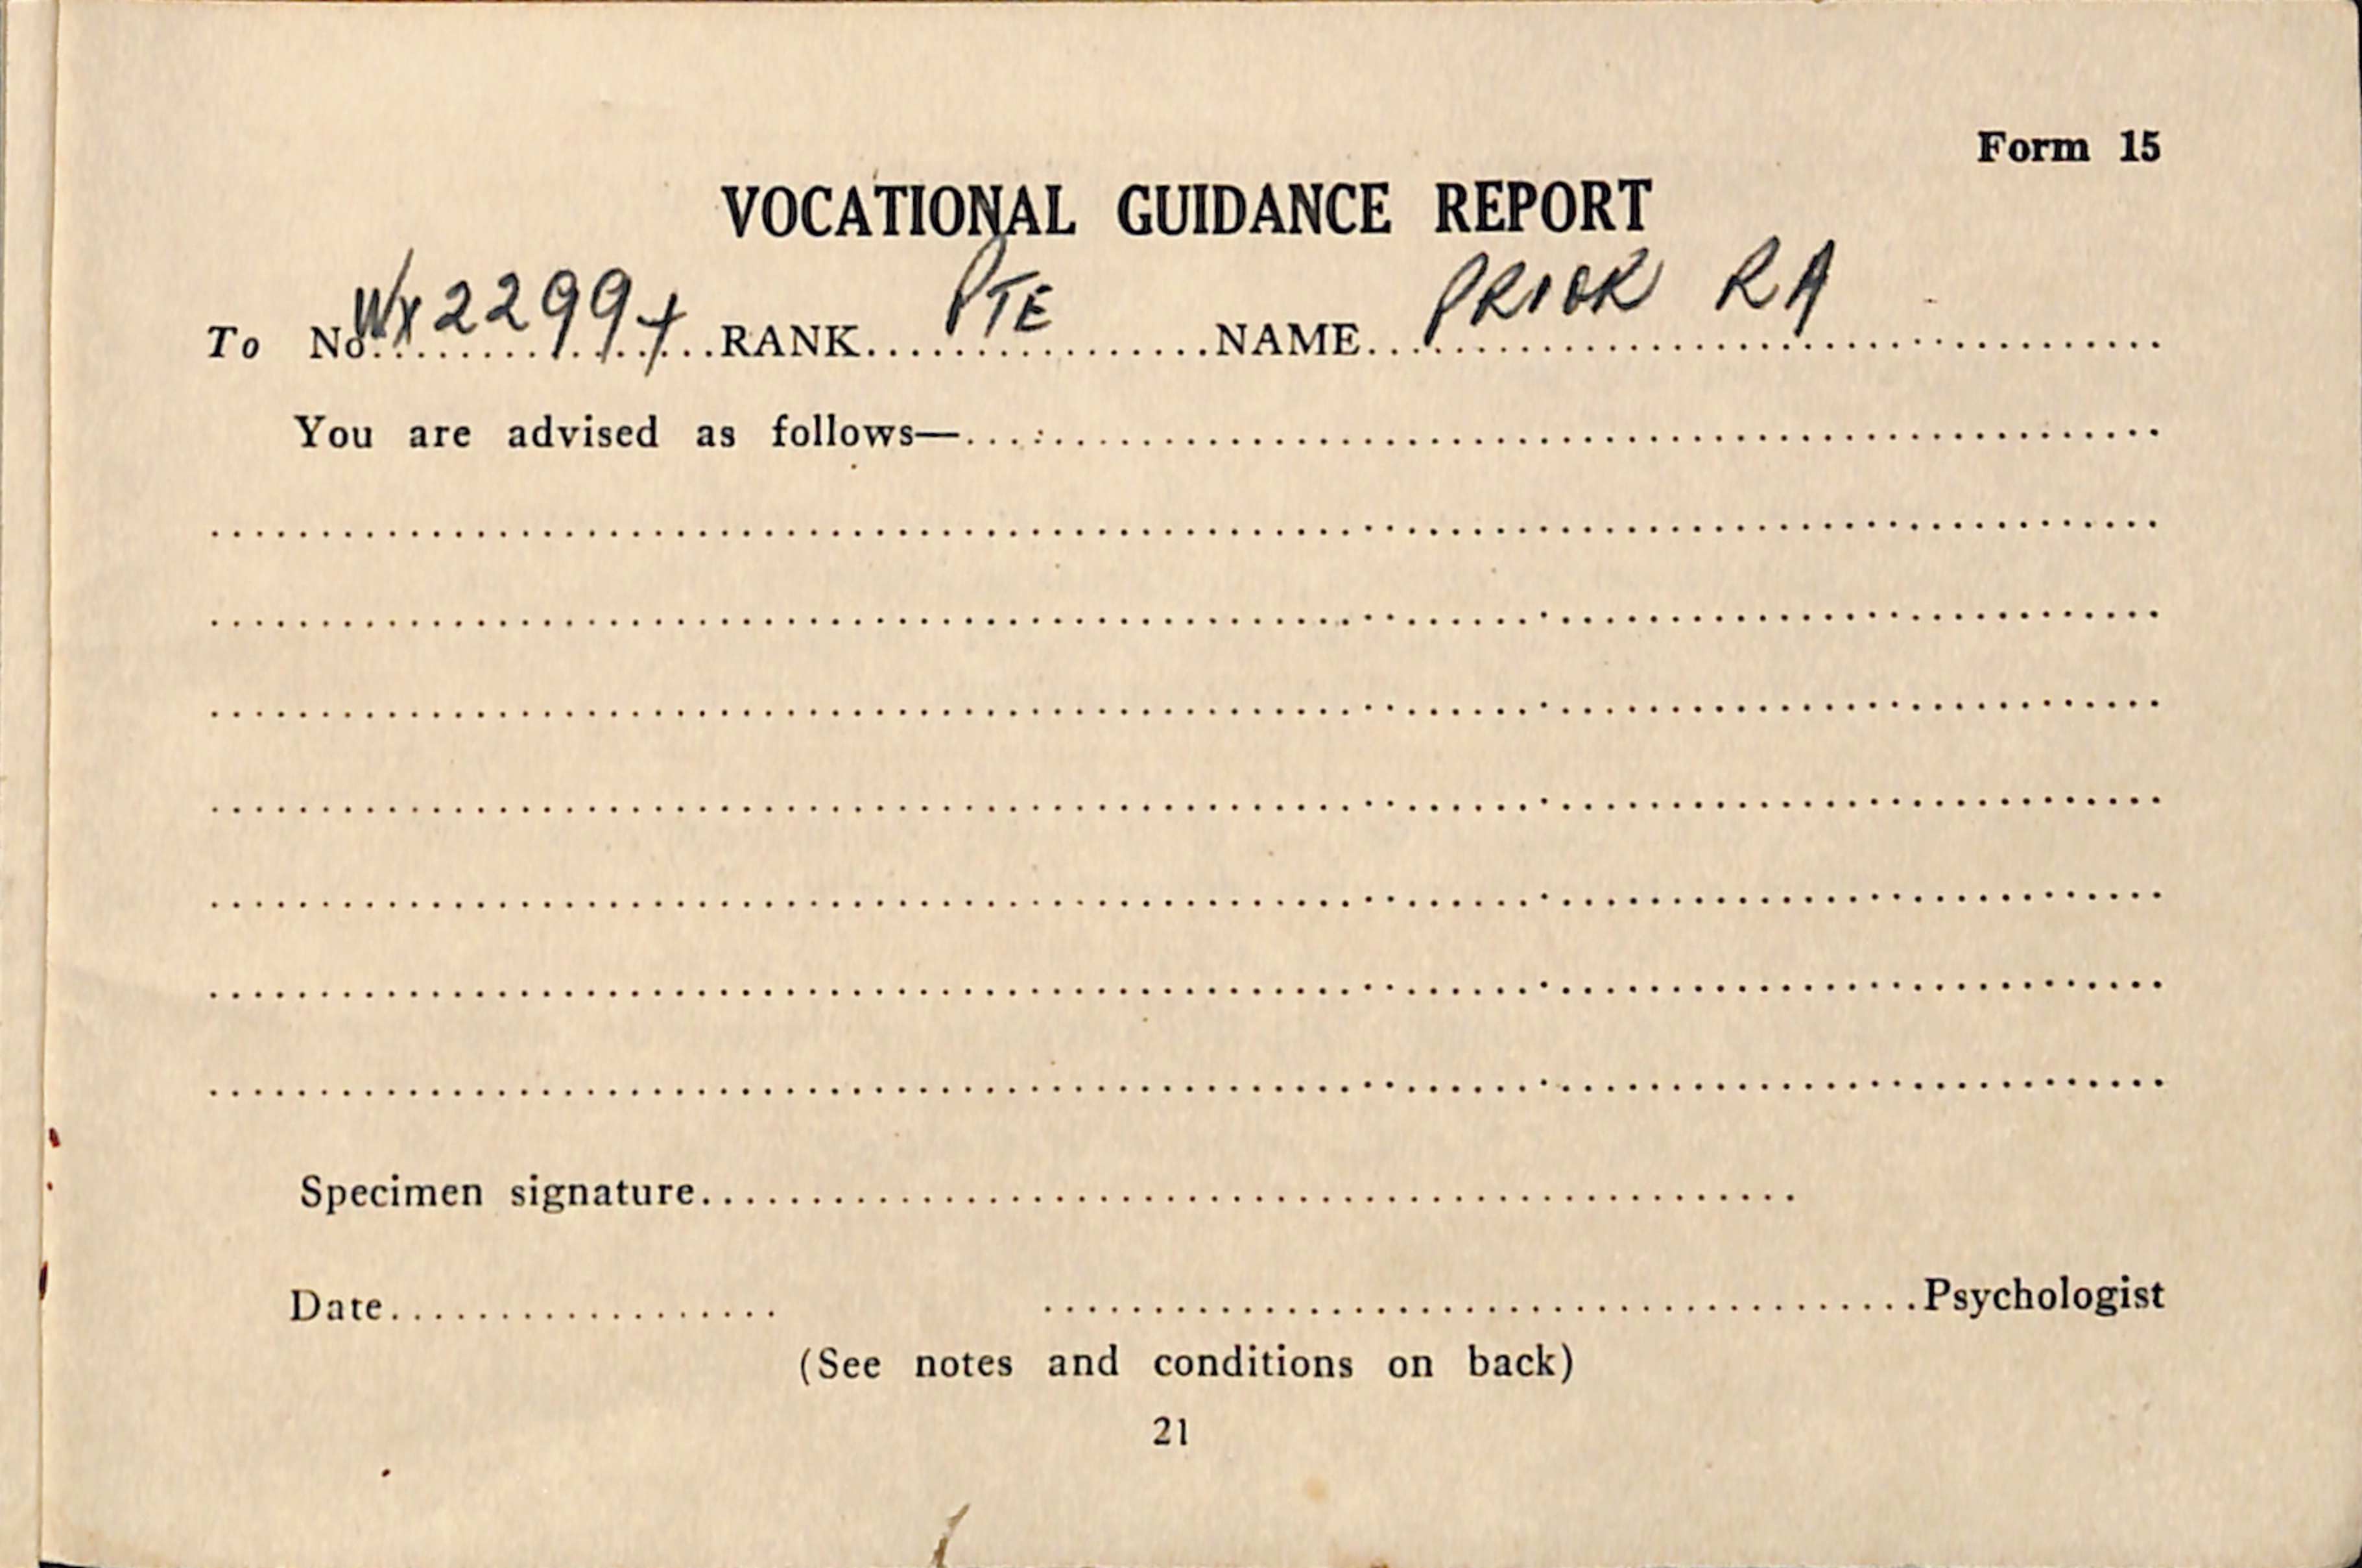 Form 15
VOCATIONAL GUIDANCE REPORT
To No. WX22994 RANK PTE NAME PRIOR RA
You are advised as follows—
Specimen signature
Date Psychologist
(See notes and conditions on back)
21